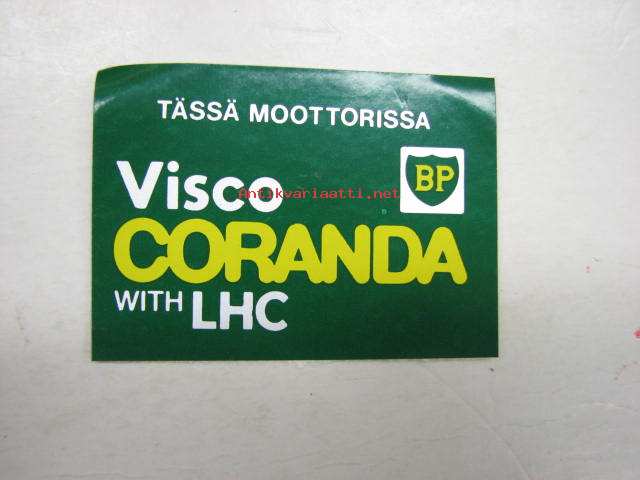 TÄSSÄ MOOTTORISSA
Visco
BP
Antikvariaatti.net
CORANDA
WITH LHC